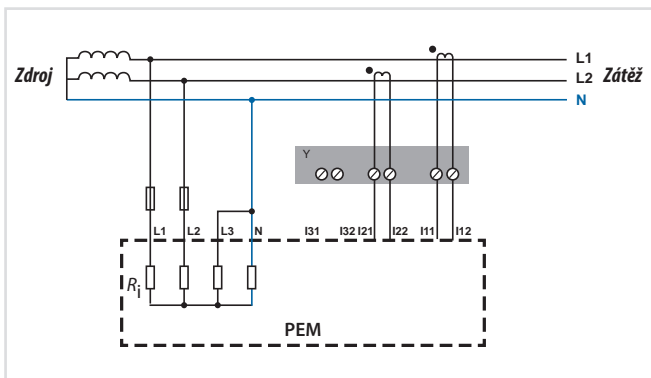 L1
Zdroj L2 Zátěž
N
Y
L1 L2 L3 N I31 I32 I21 I22 I11 I12
Ri
PEM